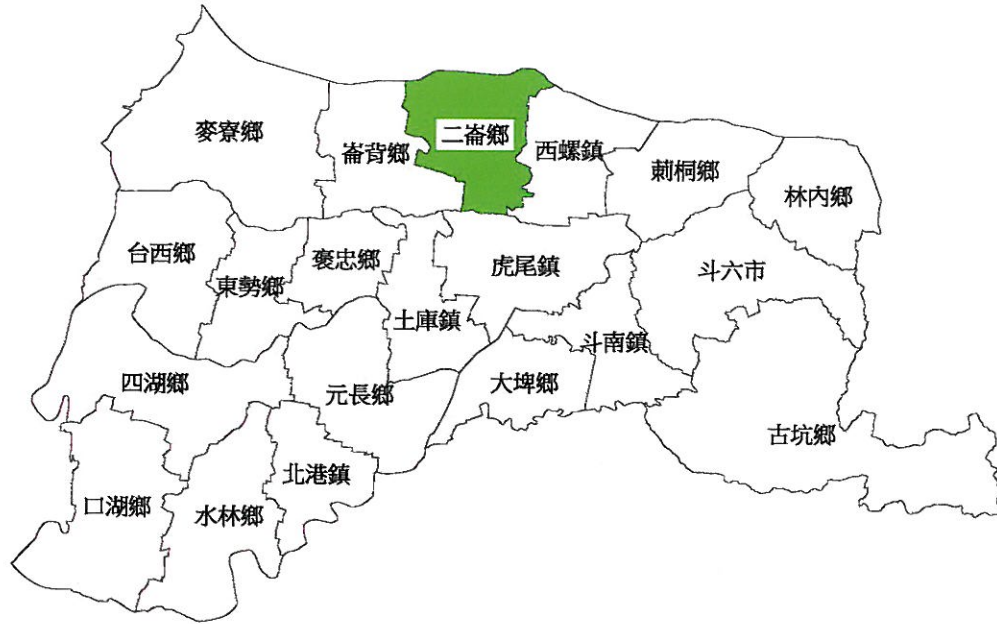 麥寮鄉
崙背鄉
二崙鄉
西螺鎮
莿桐鄉
林內鄉
台西鄉
東勢鄉
褒忠鄉
土庫鎮
虎尾鎮
斗六市
斗南鎮
四湖鄉
元長鄉
大埤鄉
古坑鄉
口湖鄉
水林鄉
北港鎮